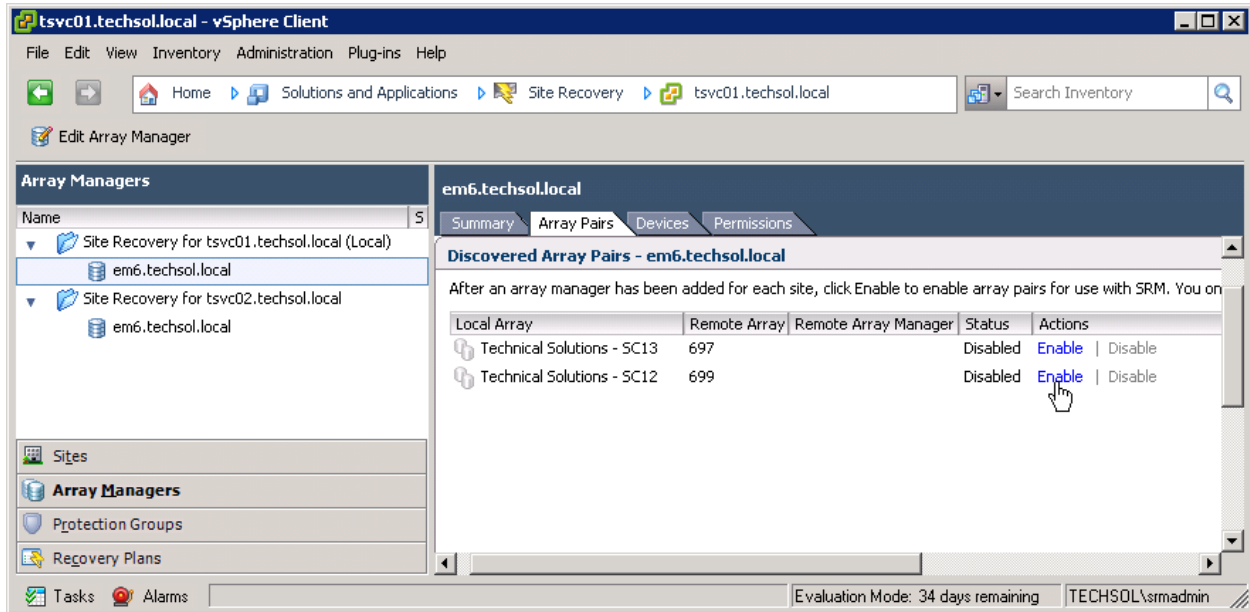 tsvc01.techsol.local - vSphere Client
File Edit View Inventory Administration Plug-ins Help
Home Solutions and Applications Site Recovery tsvc01.techsol.local Search Inventory
Edit Array Manager
Array Managers
Name S
Site Recovery for tsvc01.techsol.local (Local)
em6.techsol.local
Site Recovery for tsvc02.techsol.local
em6.techsol.local
Sites
Array Managers
Protection Groups
Recovery Plans
em6.techsol.local
Summary Array Pairs Devices Permissions
Discovered Array Pairs - em6.techsol.local
After an array manager has been added for each site, click Enable to enable array pairs for use with SRM. You on
Local Array Remote Array Remote Array Manager Status Actions
Technical Solutions - SC13 697 Disabled Enable | Disable
Technical Solutions - SC12 699 Disabled Enable | Disable
Tasks Alarms Evaluation Mode: 34 days remaining TECHSOL\srmadmin